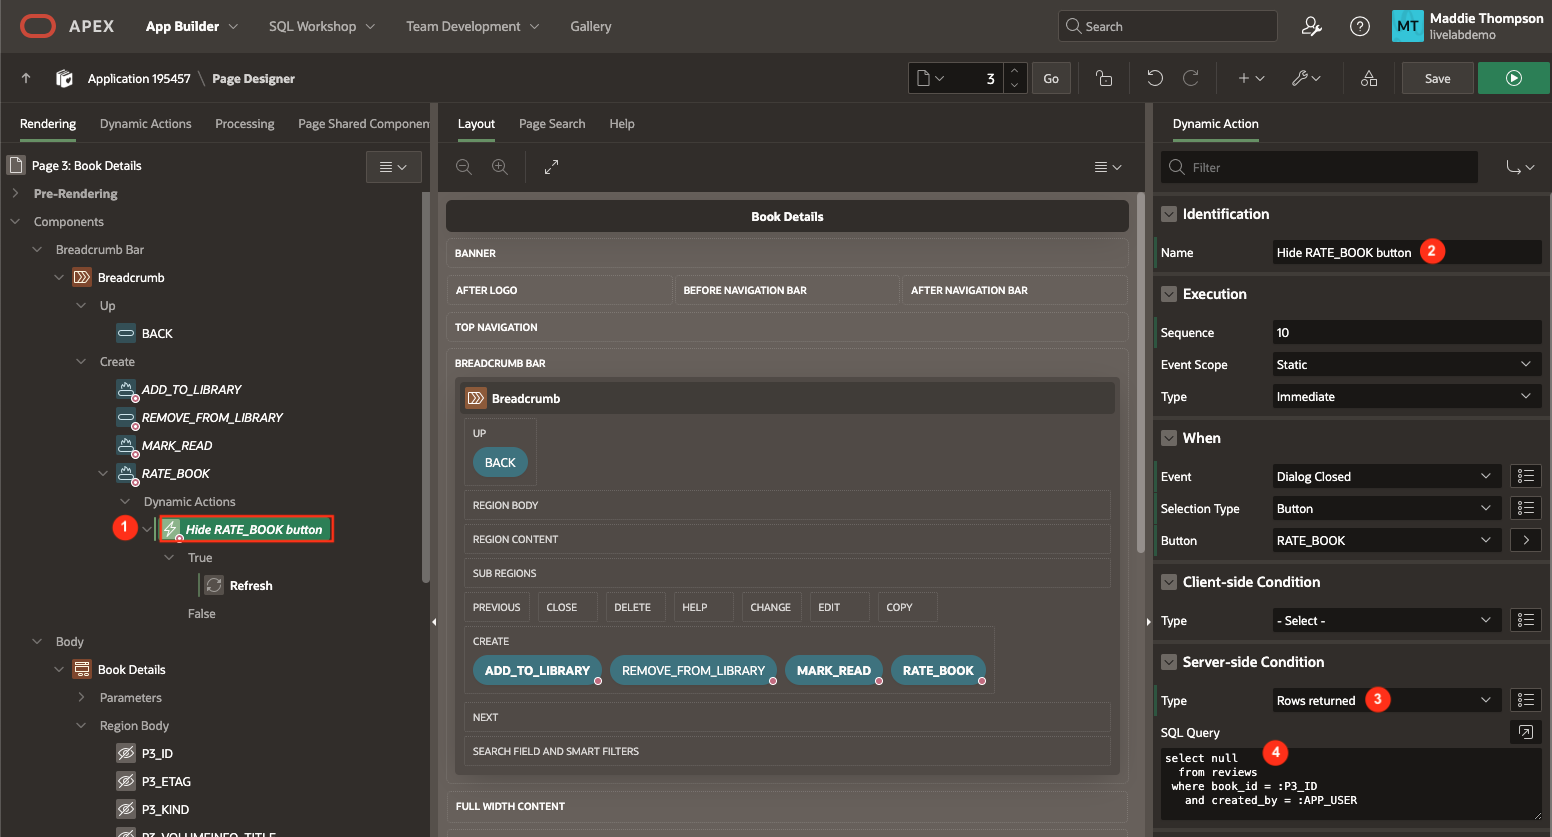 APEX
App Builder
SQL Workshop
Team Development
Gallery
Search
MT
Maddie Thompson
livelabdemo
Application 195457 \ Page Designer
3
Go
Save
Rendering
Dynamic Actions
Processing
Page Shared Componen
Page 3: Book Details
Pre-Rendering
Components
Breadcrumb Bar
Breadcrumb
Up
BACK
Create
ADD_TO_LIBRARY
REMOVE_FROM_LIBRARY
MARK_READ
RATE_BOOK
Dynamic Actions
1
Hide RATE_BOOK button
True
Refresh
False
Body
Book Details
Parameters
Region Body
P3_ID
P3_ETAG
P3_KIND
P3_VOLUMEINFO_TITLE
Layout
Page Search
Help
Book Details
BANNER
AFTER LOGO
BEFORE NAVIGATION BAR
AFTER NAVIGATION BAR
TOP NAVIGATION
BREADCRUMB BAR
Breadcrumb
UP
BACK
REGION BODY
REGION CONTENT
SUB REGIONS
PREVIOUS
CLOSE
DELETE
HELP
CHANGE
EDIT
COPY
CREATE
ADD_TO_LIBRARY
REMOVE_FROM_LIBRARY
MARK_READ
RATE_BOOK
NEXT
SEARCH FIELD AND SMART FILTERS
FULL WIDTH CONTENT
Dynamic Action
Filter
Identification
Name
Hide RATE_BOOK button
2
Execution
Sequence
10
Event Scope
Static
Type
Immediate
When
Event
Dialog Closed
Selection Type
Button
Button
RATE_BOOK
Client-side Condition
Type
- Select -
Server-side Condition
Type
Rows returned
3
SQL Query
4
select null
from reviews
where book_id = :P3_ID
and created_by = :APP_USER